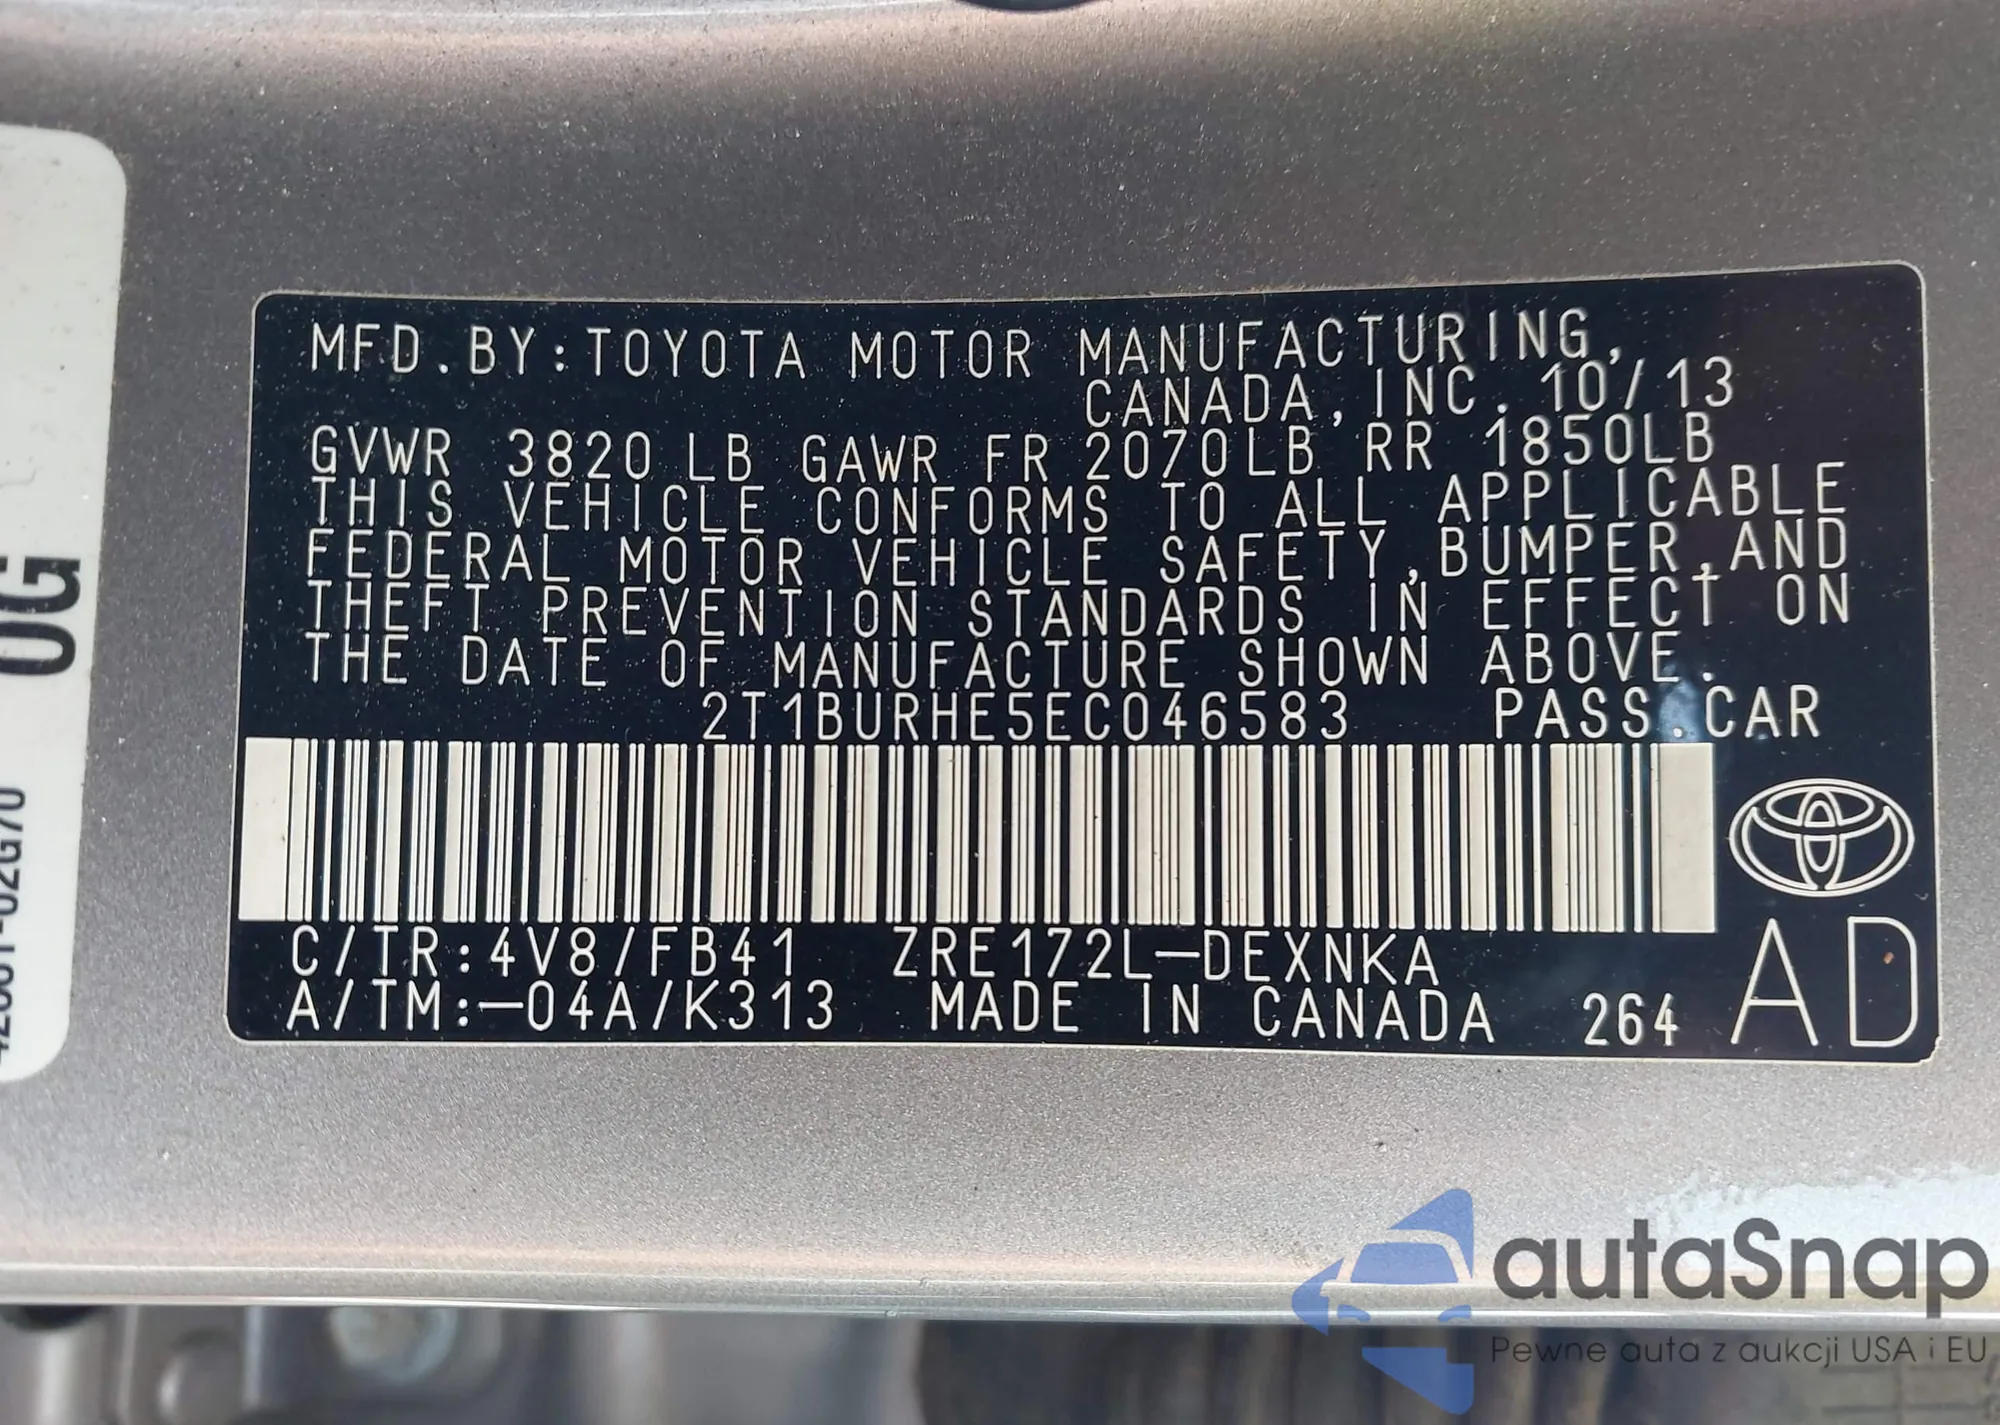 MFD.BY:TOYOTA MOTOR MANUFACTURING,
CANADA,INC. 10/13
GVWR 3820 LB GAWR FR 2070LB RR 1850LB
THIS VEHICLE CONFORMS TO ALL APPLICABLE
FEDERAL MOTOR VEHICLE SAFETY,BUMPER,AND
THEFT PREVENTION STANDARDS IN EFFECT ON
THE DATE OF MANUFACTURE SHOWN ABOVE.
2T1BURHE5EC046583 PASS.CAR
C/TR:4V8/FB41 ZRE172L-DEXNKA
A/TM:-04A/K313 MADE IN CANADA 264
AD
0G
autaSnap
Pewne auta z aukcji USA i EU